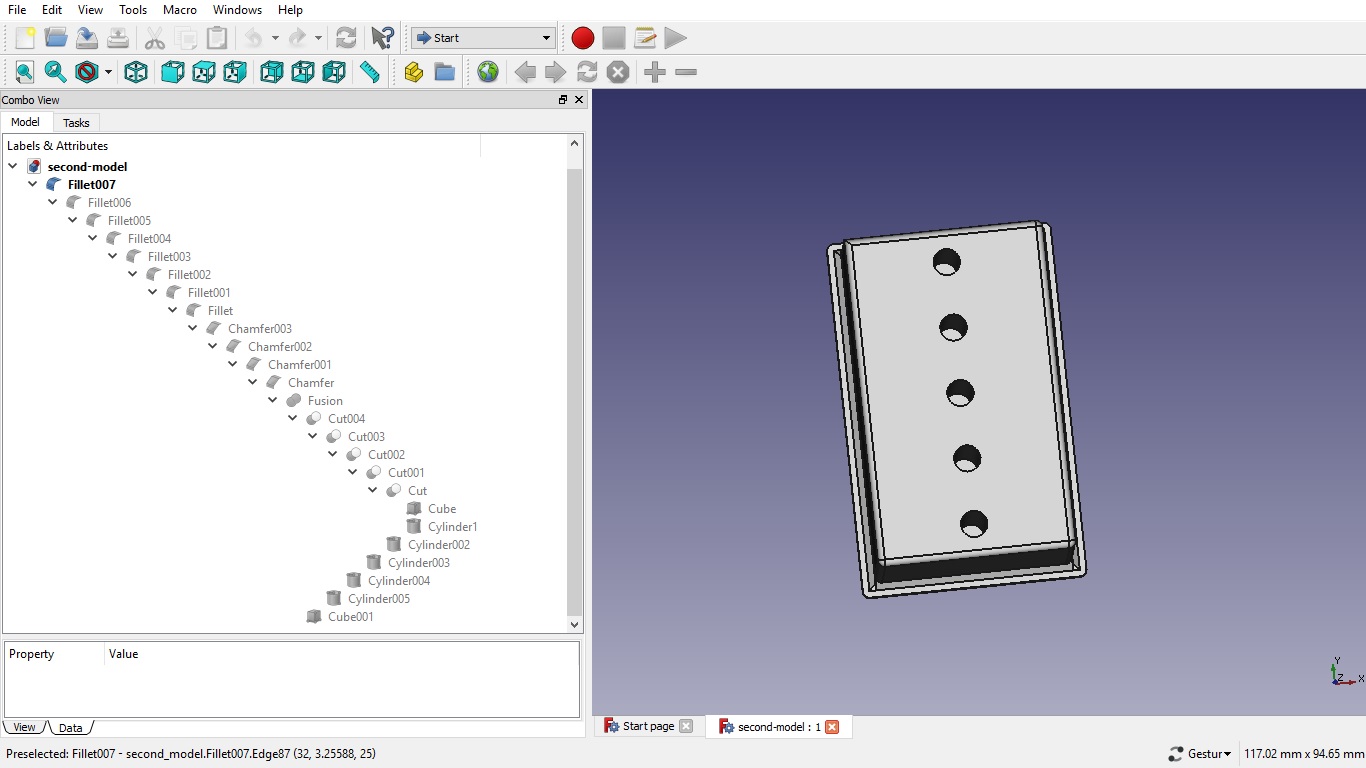 File Edit View Tools Macro Windows Help
Start
Combo View
Model Tasks
Labels & Attributes
second-model
Fillet007
Fillet006
Fillet005
Fillet004
Fillet003
Fillet002
Fillet001
Fillet
Chamfer003
Chamfer002
Chamfer001
Chamfer
Fusion
Cut004
Cut003
Cut002
Cut001
Cut
Cube
Cylinder1
Cylinder002
Cylinder003
Cylinder004
Cylinder005
Cube001
Property Value
View Data
Y
Z X
Start page second-model : 1
Preselected: Fillet007 - second_model.Fillet007.Edge87 (32, 3.25588, 25) Gestur 117.02 mm x 94.65 mm